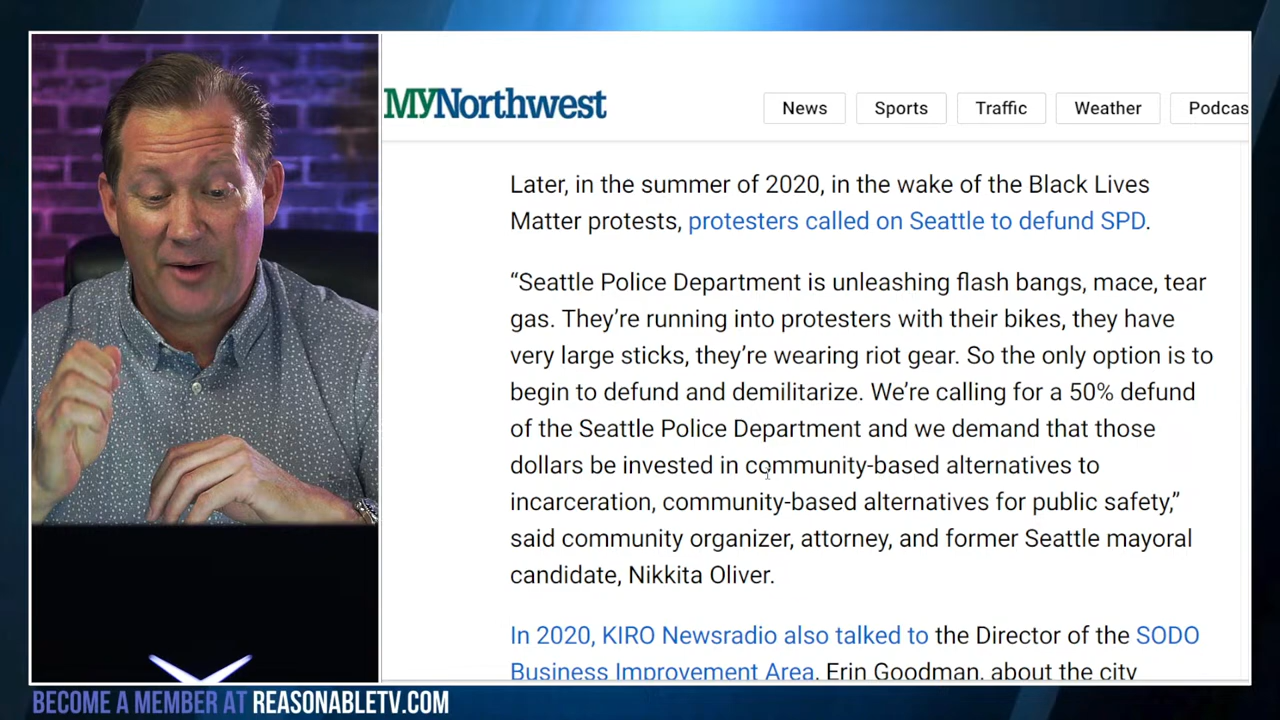 MYNorthwest
News
Sports
Traffic
Weather
Podcas
Later, in the summer of 2020, in the wake of the Black Lives
Matter protests, protesters called on Seattle to defund SPD.
“Seattle Police Department is unleashing flash bangs, mace, tear
gas. They’re running into protesters with their bikes, they have
very large sticks, they’re wearing riot gear. So the only option is to
begin to defund and demilitarize. We’re calling for a 50% defund
of the Seattle Police Department and we demand that those
dollars be invested in community-based alternatives to
incarceration, community-based alternatives for public safety,”
said community organizer, attorney, and former Seattle mayoral
candidate, Nikkita Oliver.
In 2020, KIRO Newsradio also talked to the Director of the SODO
Business Improvement Area, Erin Goodman, about the city
BECOME A MEMBER AT REASONABLETV.COM